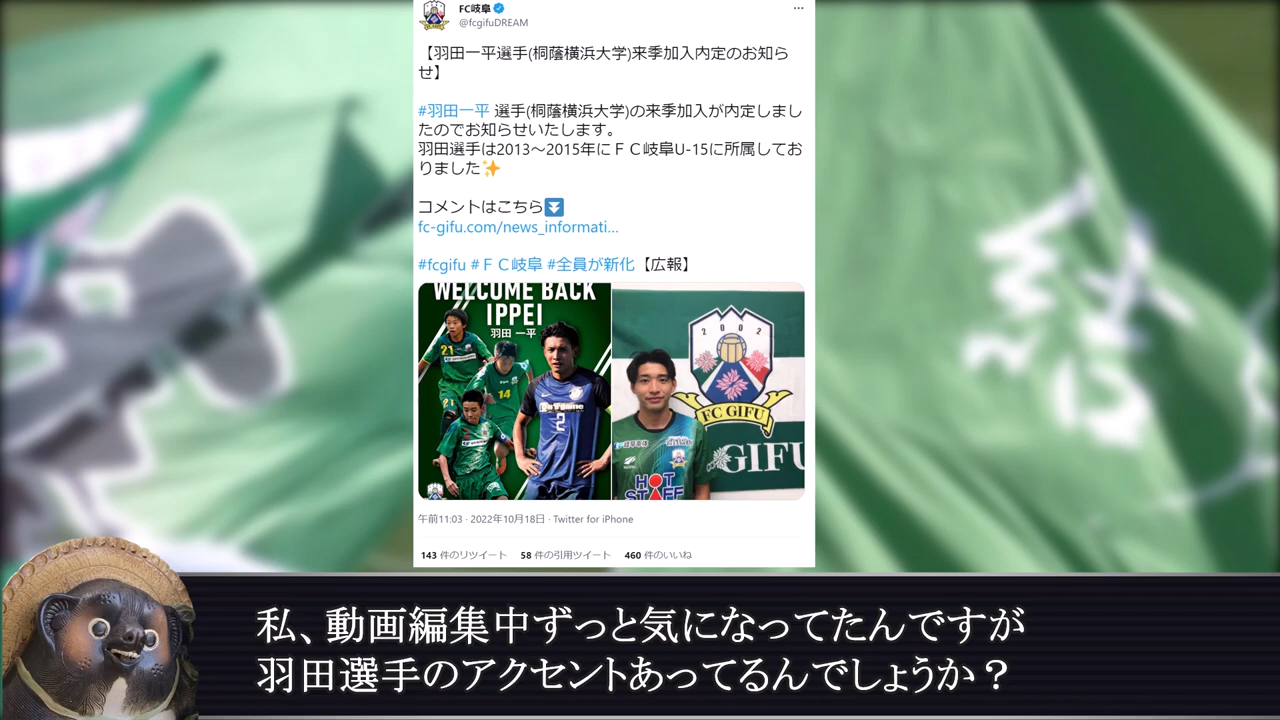 FC岐阜
@fcgifuDREAM
【羽田一平選手(桐蔭横浜大学)来季加入内定のお知ら
せ】
#羽田一平 選手(桐蔭横浜大学)の来季加入が内定しまし
たのでお知らせいたします。
羽田選手は2013〜2015年にＦＣ岐阜U-15に所属してお
りました✨
コメントはこちら⏬
fc-gifu.com/news_informati...
#fcgifu #ＦＣ岐阜 #全員が新化【広報】
WELCOME BACK
IPPEI
羽田 一平
21
21
14
2
2002
FC GIFU
GIFU
HOT
STAFF
午前11:03 · 2022年10月18日 · Twitter for iPhone
143 件のリツイート 58 件の引用ツイート 460 件のいいね
私、動画編集中ずっと気になってたんですが
羽田選手のアクセントあってるんでしょうか？